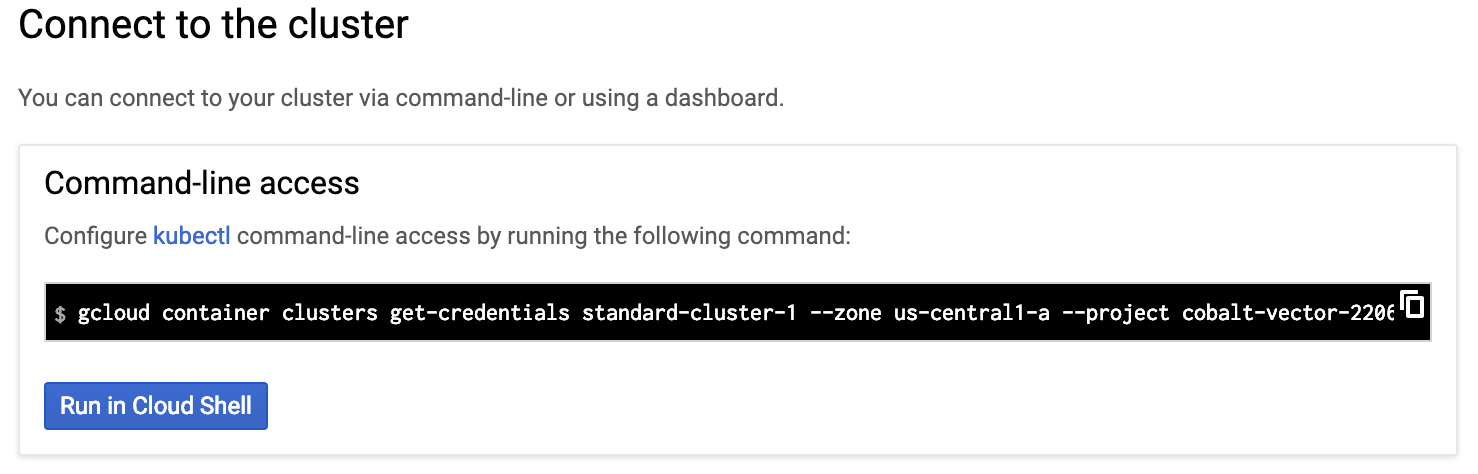 Connect to the cluster
You can connect to your cluster via command-line or using a dashboard.
Command-line access
Configure kubectl command-line access by running the following command:
$ gcloud container clusters get-credentials standard-cluster-1 --zone us-central1-a --project cobalt-vector-220
Run in Cloud Shell